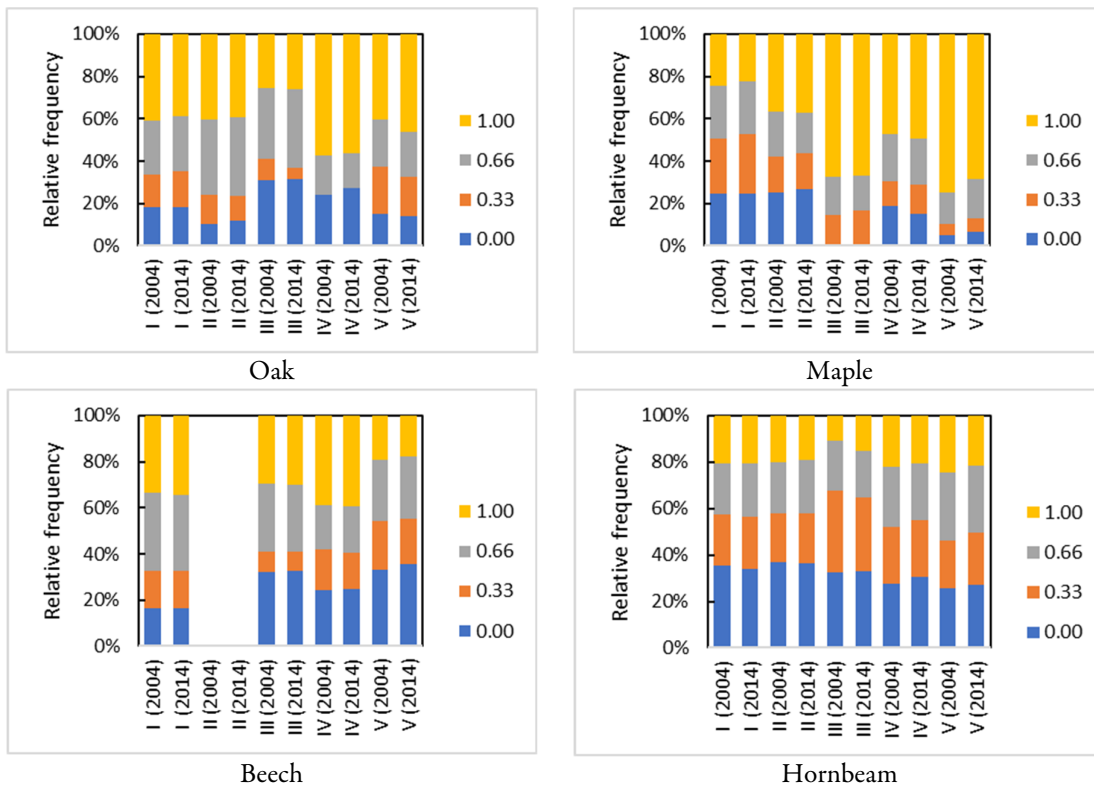 Relative frequency
100%
80%
60%
40%
20%
0%
I (2004)
I (2014)
II (2004)
II (2014)
III (2004)
III (2014)
IV (2004)
IV (2014)
V (2004)
V (2014)
1.00
0.66
0.33
0.00
Oak
Relative frequency
100%
80%
60%
40%
20%
0%
I (2004)
I (2014)
II (2004)
II (2014)
III (2004)
III (2014)
IV (2004)
IV (2014)
V (2004)
V (2014)
1.00
0.66
0.33
0.00
Maple
Relative frequency
100%
80%
60%
40%
20%
0%
I (2004)
I (2014)
II (2004)
II (2014)
III (2004)
III (2014)
IV (2004)
IV (2014)
V (2004)
V (2014)
1.00
0.66
0.33
0.00
Beech
Relative frequency
100%
80%
60%
40%
20%
0%
I (2004)
I (2014)
II (2004)
II (2014)
III (2004)
III (2014)
IV (2004)
IV (2014)
V (2004)
V (2014)
1.00
0.66
0.33
0.00
Hornbeam